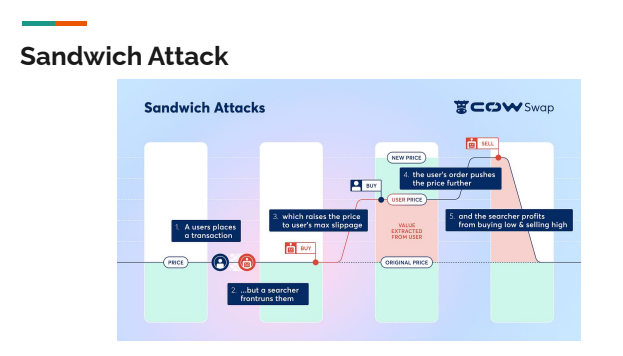 Sandwich Attack
Sandwich Attacks
COW Swap
NEW PRICE
SELL
4. the user's order pushes
the price further
BUY
USER PRICE
3. which raises the price
to user's max slippage
5. and the searcher profits
from buying low & selling high
1. A users places
a transaction
VALUE
EXTRACTED
FROM USER
BUY
PRICE
ORIGINAL PRICE
2. ...but a searcher
frontruns them